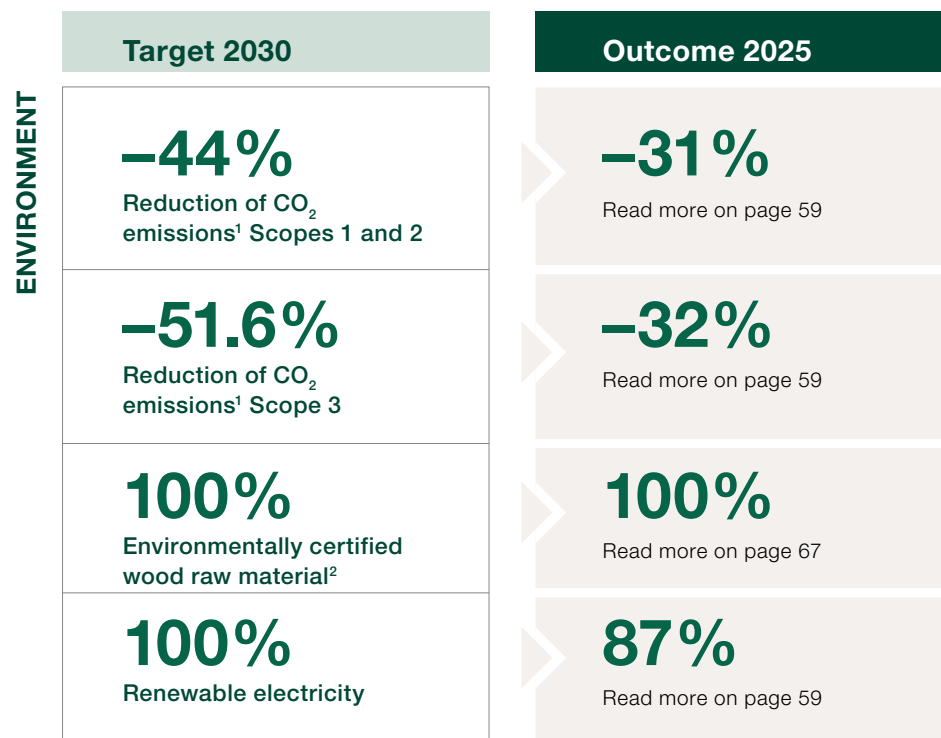 Target 2030
Outcome 2025
ENVIRONMENT
–44%
Reduction of CO₂
emissions¹ Scopes 1 and 2
–31%
Read more on page 59
–51.6%
Reduction of CO₂
emissions¹ Scope 3
–32%
Read more on page 59
100%
Environmentally certified
wood raw material²
100%
Read more on page 67
100%
Renewable electricity
87%
Read more on page 59